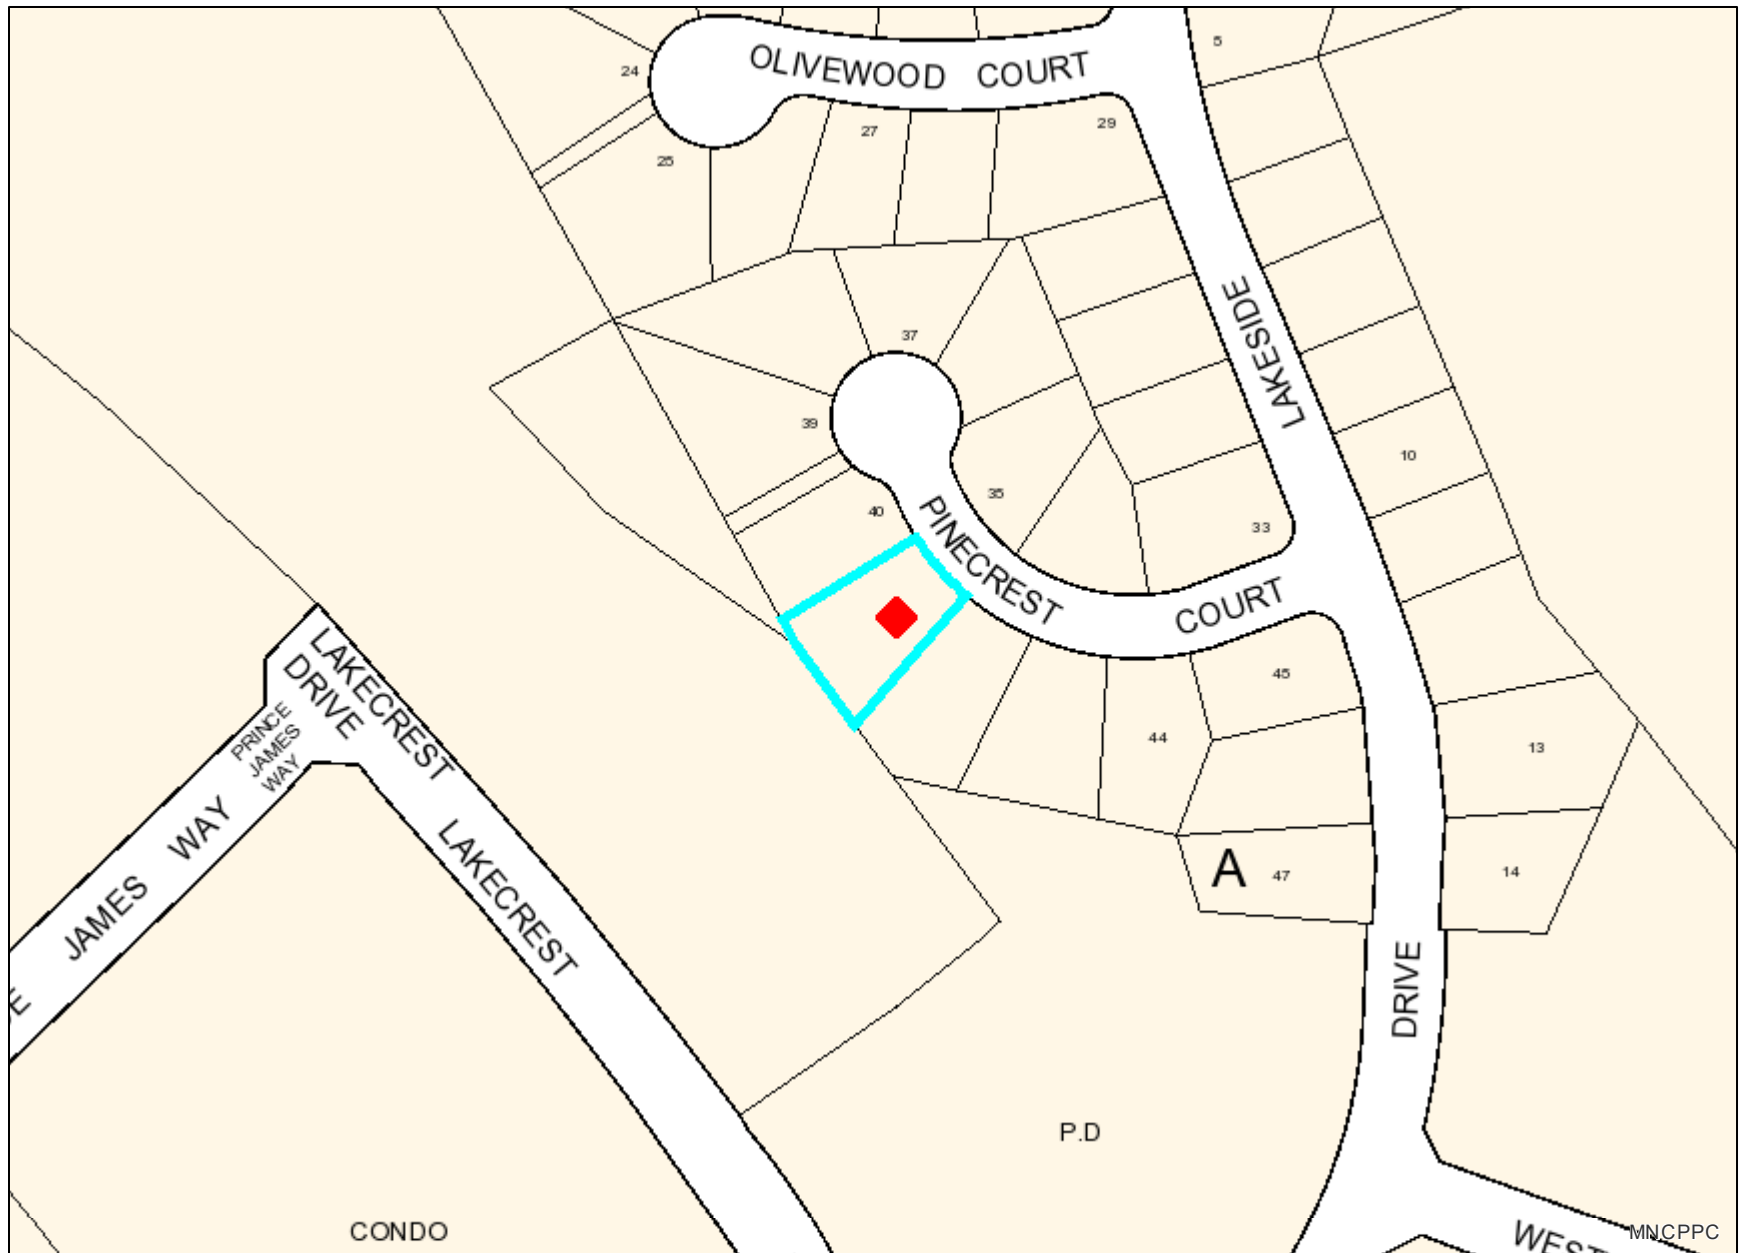 5
OLIVEWOOD COURT
24
27
29
25
LAKESIDE
37
39
10
35
40
33
PINECREST COURT
LAKECREST
DRIVE
45
PRINCE
JAMES
WAY
44
13
JAMES WAY
LAKECREST
A
47
14
DRIVE
P.D
CONDO
WEST
MNCPPC